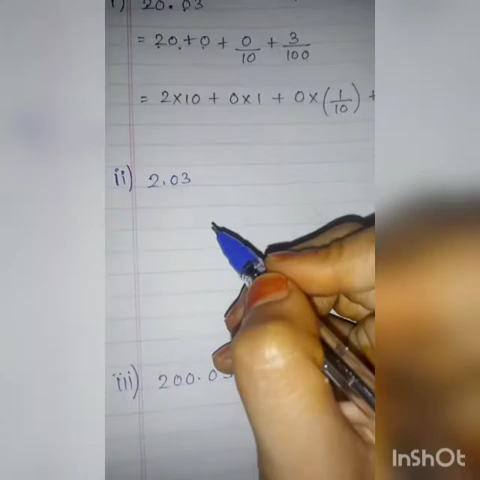 i) 20.03
= 20 + 0 + 0/10 + 3/100
= 2×10 + 0×1 + 0×(1/10) +
ii) 2.03
iii) 200.0
InShOt